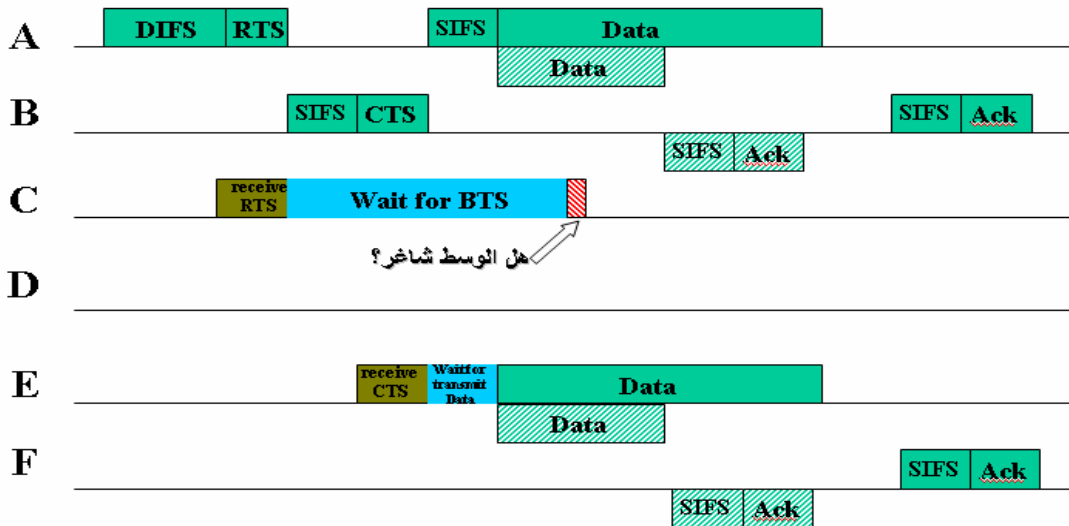 A
DIFS
RTS
SIFS
Data
Data
B
SIFS
CTS
SIFS
Ack
SIFS
Ack
C
receive
RTS
Wait for BTS
هل الوسط شاغر؟
D
E
receive
CTS
Wait for
transmit
Data
Data
Data
F
SIFS
Ack
SIFS
Ack